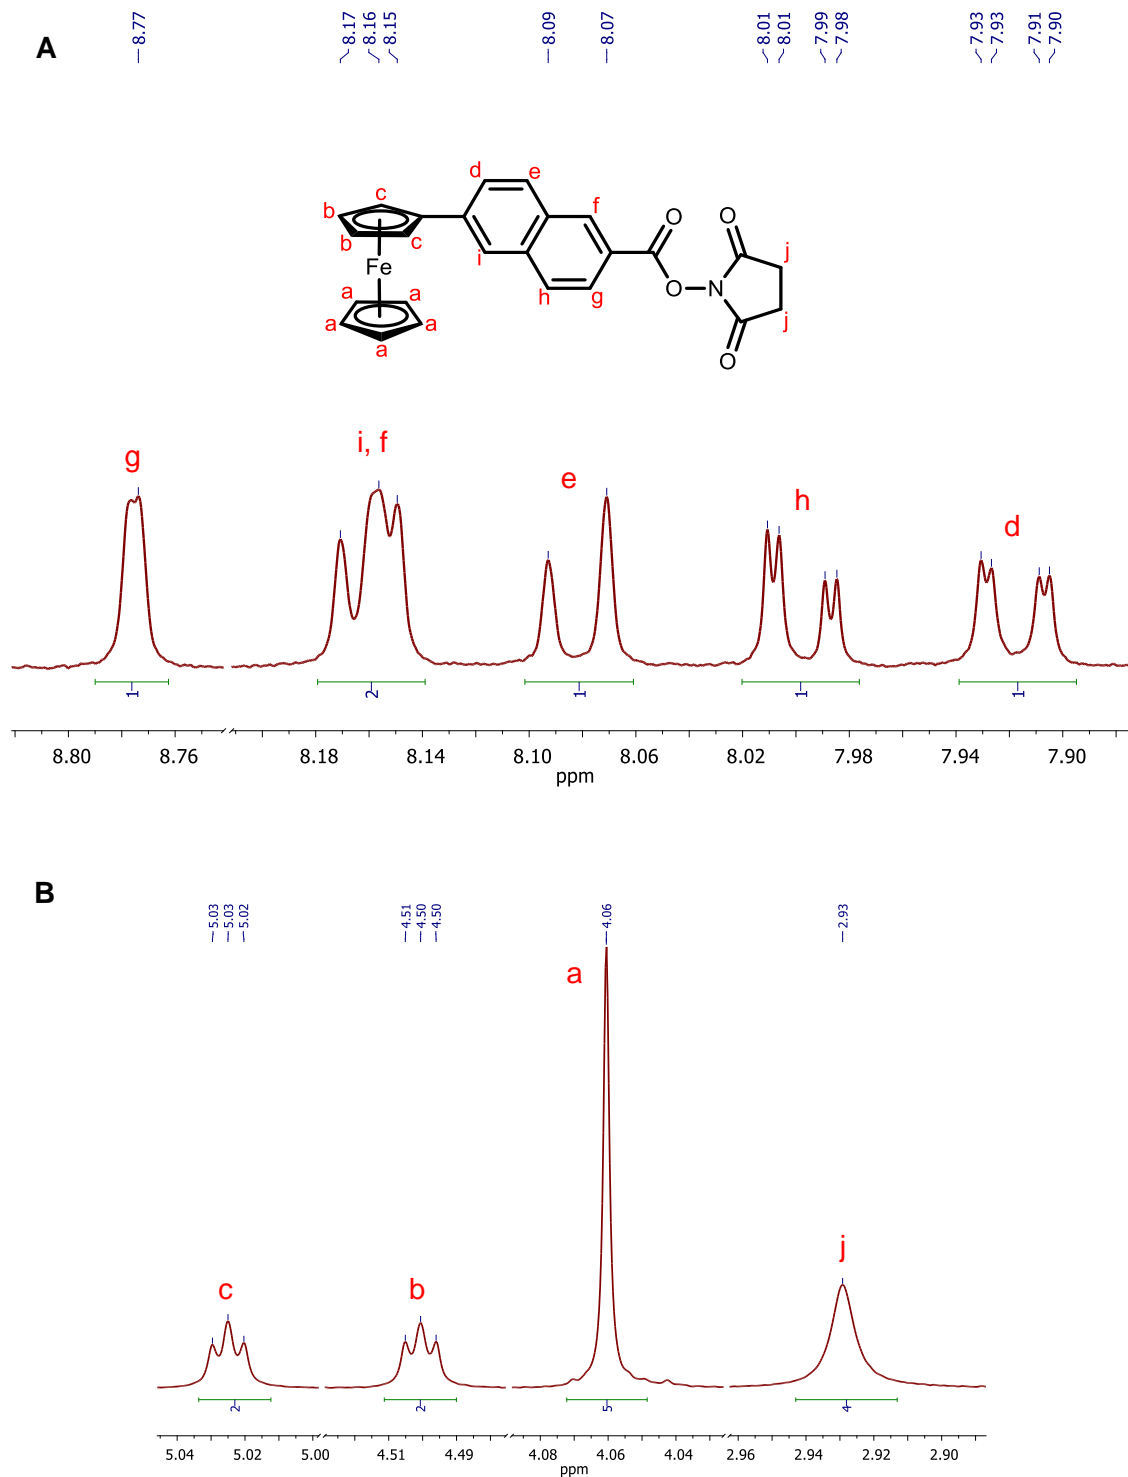 A
8.77
8.17
8.16
8.15
8.09
8.07
8.01
8.01
7.99
7.98
7.93
7.93
7.91
7.90
d
e
c
b
f
O
O
b
c
i
j
Fe
h
g
O
N
a
a
j
a
a
a
O
g
i, f
e
h
d
1
2
1
1
1
8.80 8.76 8.18 8.14 8.10 8.06 8.02 7.98 7.94 7.90
ppm
B
5.03
5.03
5.02
4.51
4.50
4.50
4.06
2.93
a
j
c
b
2
2
5
4
5.04 5.02 5.00 4.51 4.49 4.08 4.06 4.04 2.96 2.94 2.92 2.90
ppm